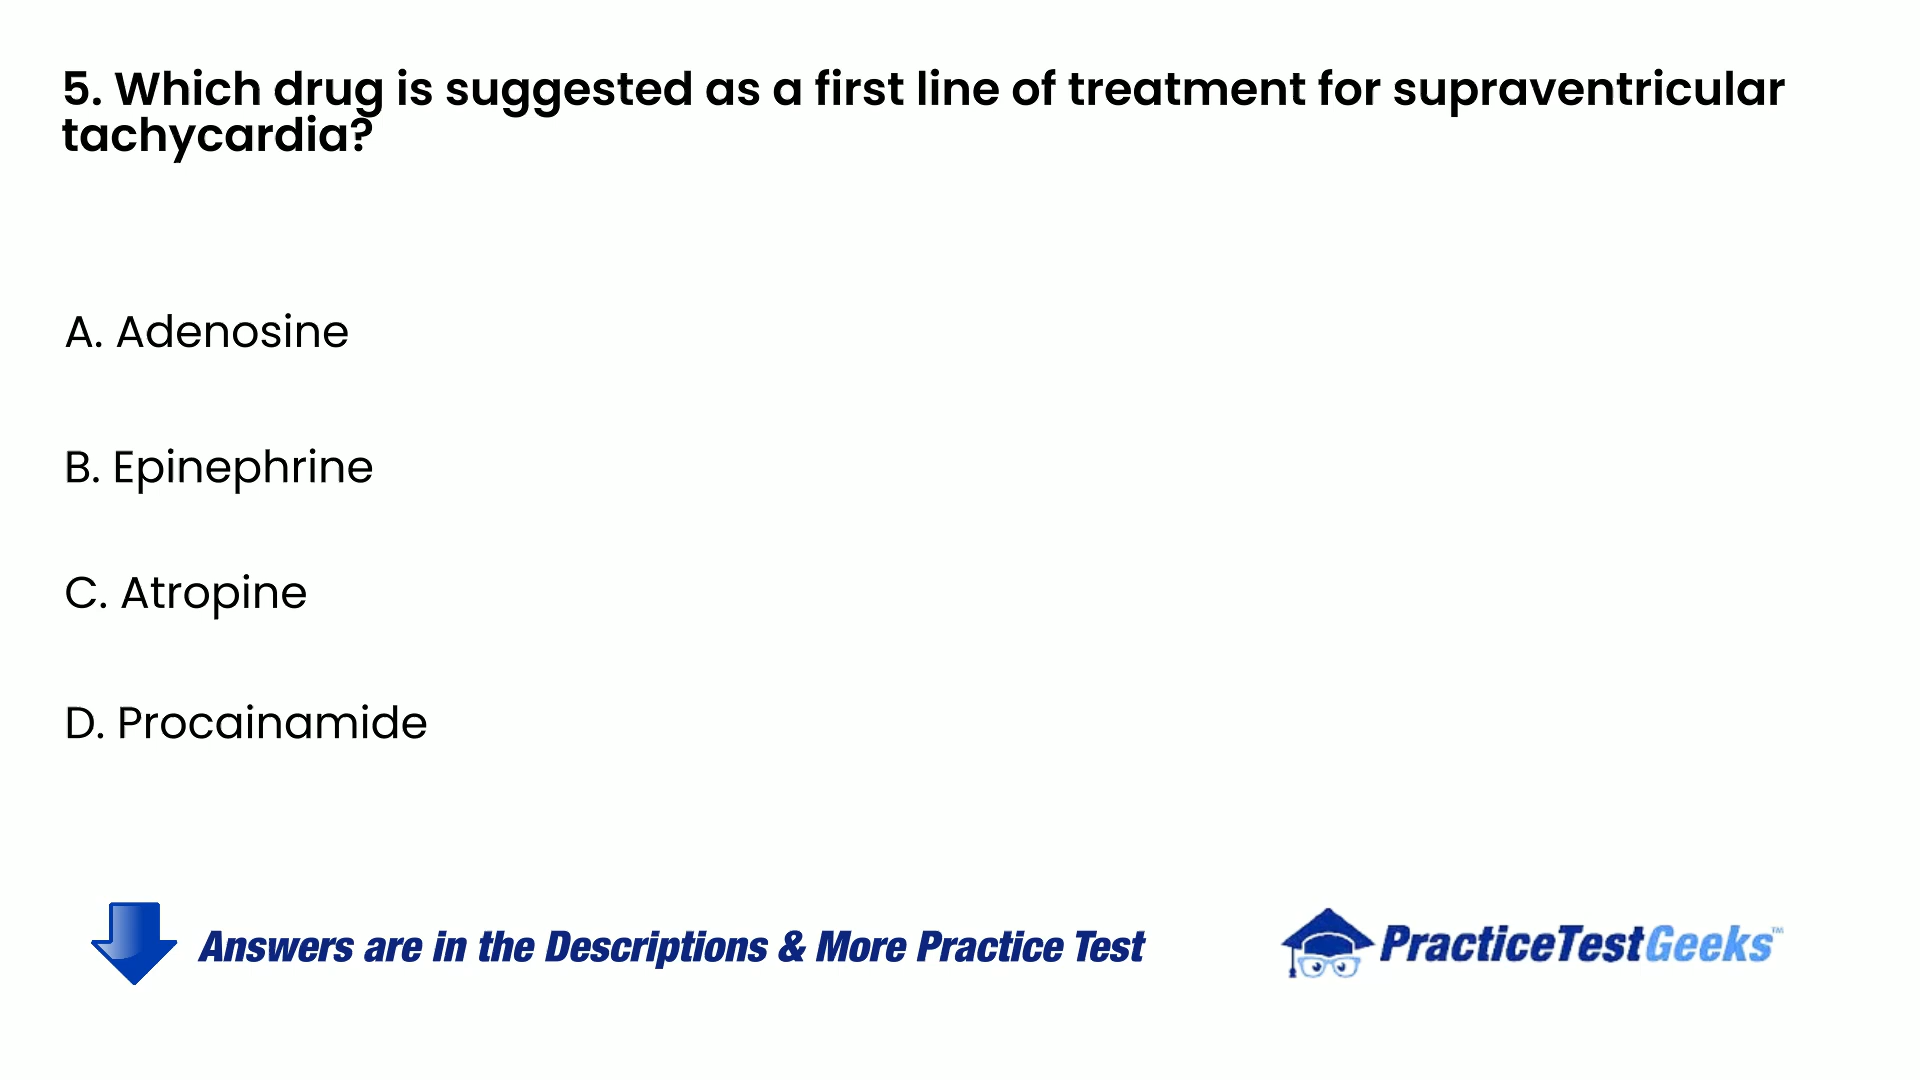 5. Which drug is suggested as a first line of treatment for supraventricular
tachycardia?
A. Adenosine
B. Epinephrine
C. Atropine
D. Procainamide
Answers are in the Descriptions & More Practice Test
PracticeTestGeeks™